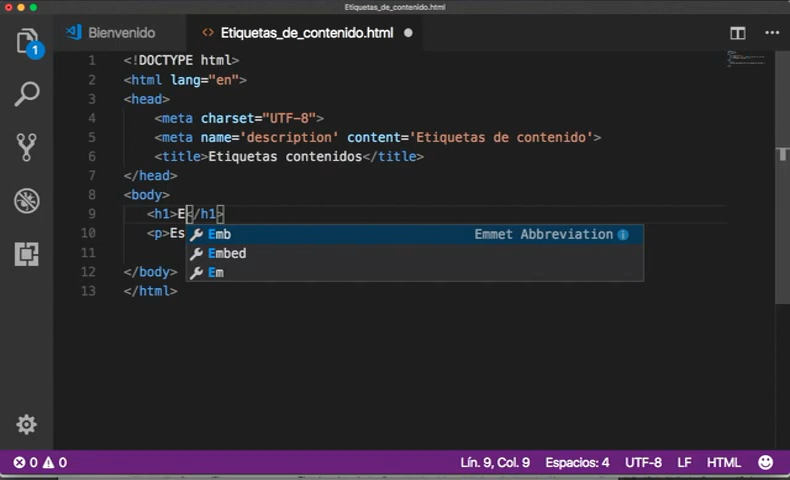 Etiquetas_de_contenido.html
Bienvenido
Etiquetas_de_contenido.html
1
1 <!DOCTYPE html>
2 <html lang="en">
3 <head>
4 <meta charset="UTF-8">
5 <meta name='description' content='Etiquetas de contenido'>
6 <title>Etiquetas contenidos</title>
7 </head>
8 <body>
9 <h1>E</h1>
10 <p>Es
Emb Emmet Abbreviation
11
Embed
12 </body>
Em
13 </html>
0 0 Lín. 9, Col. 9 Espacios: 4 UTF-8 LF HTML